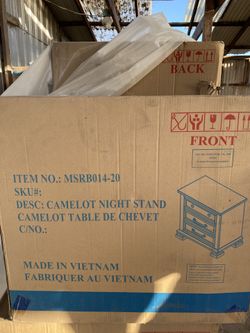 BACK
FRONT
ITEM NO.: MSRB014-20
SKU#:
DESC: CAMELOT NIGHT STAND
CAMELOT TABLE DE CHEVET
C/NO.:
MADE IN VIETNAM
FABRIQUER AU VIETNAM